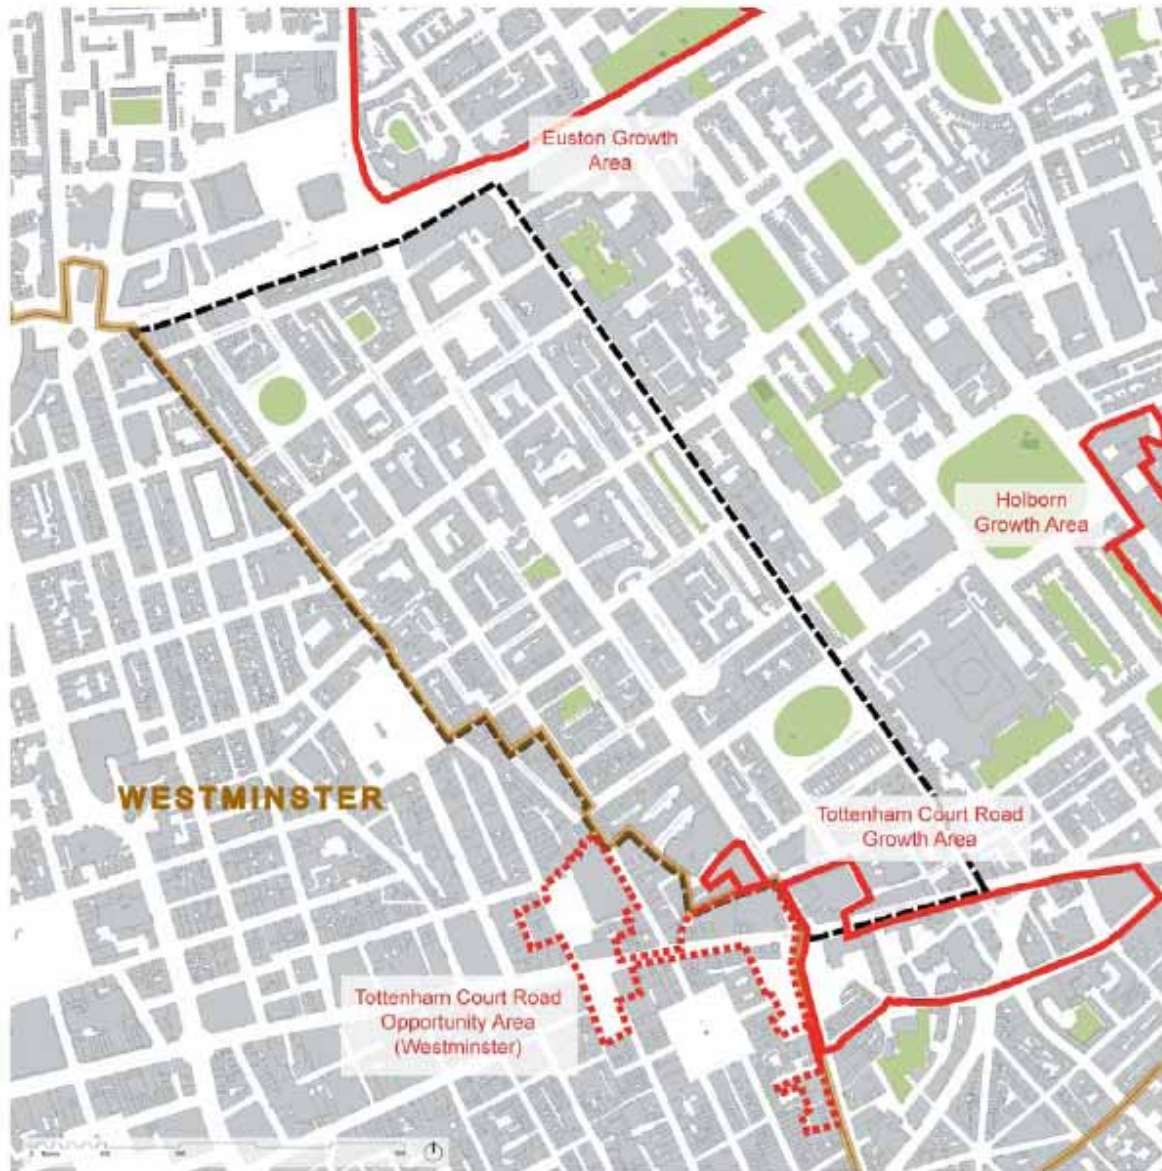 Euston Growth
Area
Holborn
Growth Area
WESTMINSTER
Tottenham Court Road
Growth Area
Tottenham Court Road
Opportunity Area
(Westminster)